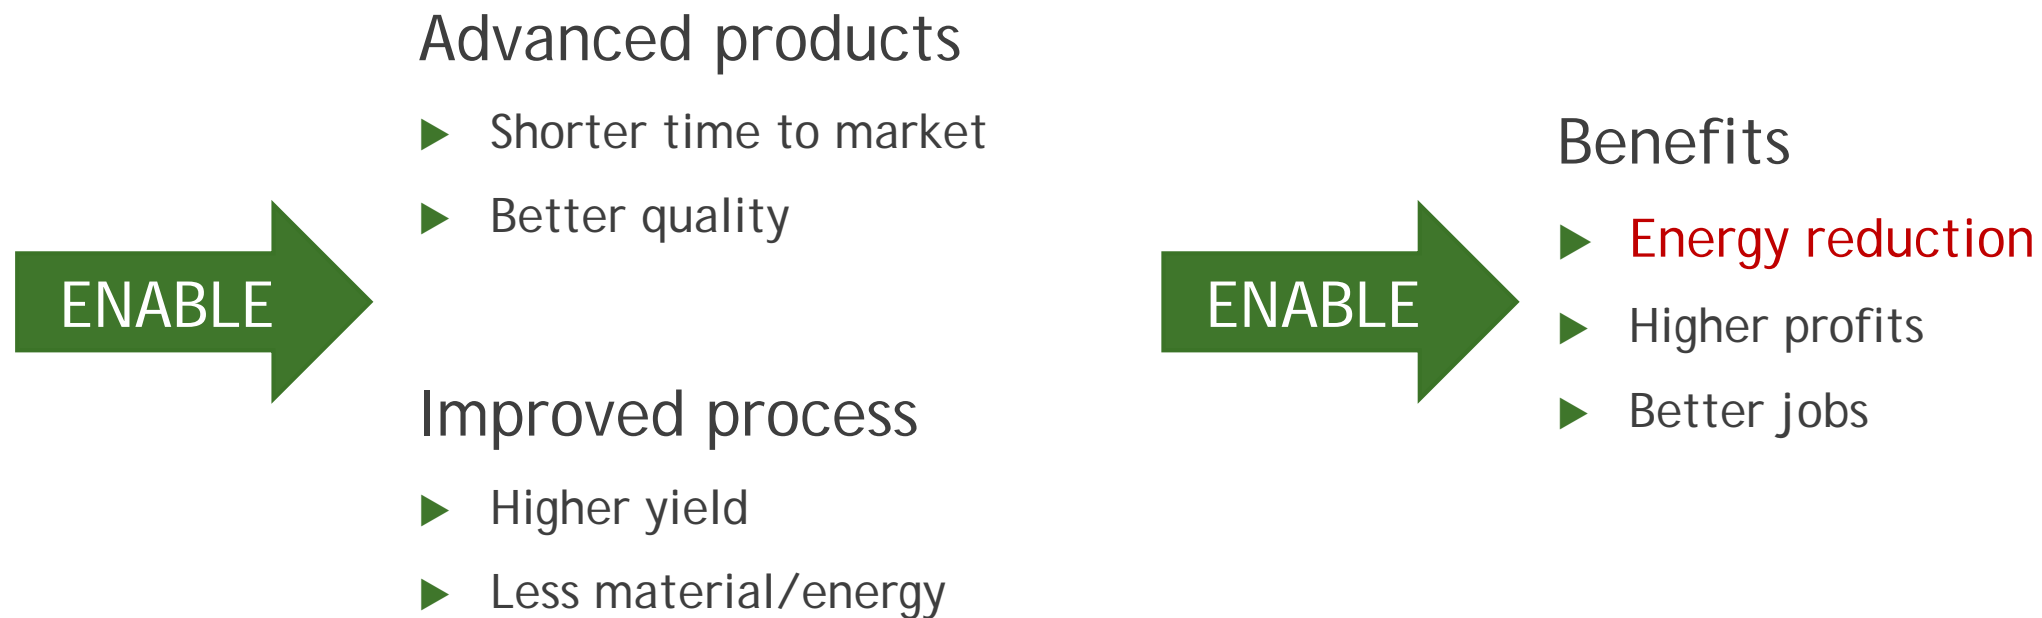 ENABLE
Advanced products
Shorter time to market
Better quality
Improved process
Higher yield
Less material/energy
ENABLE
Benefits
Energy reduction
Higher profits
Better jobs